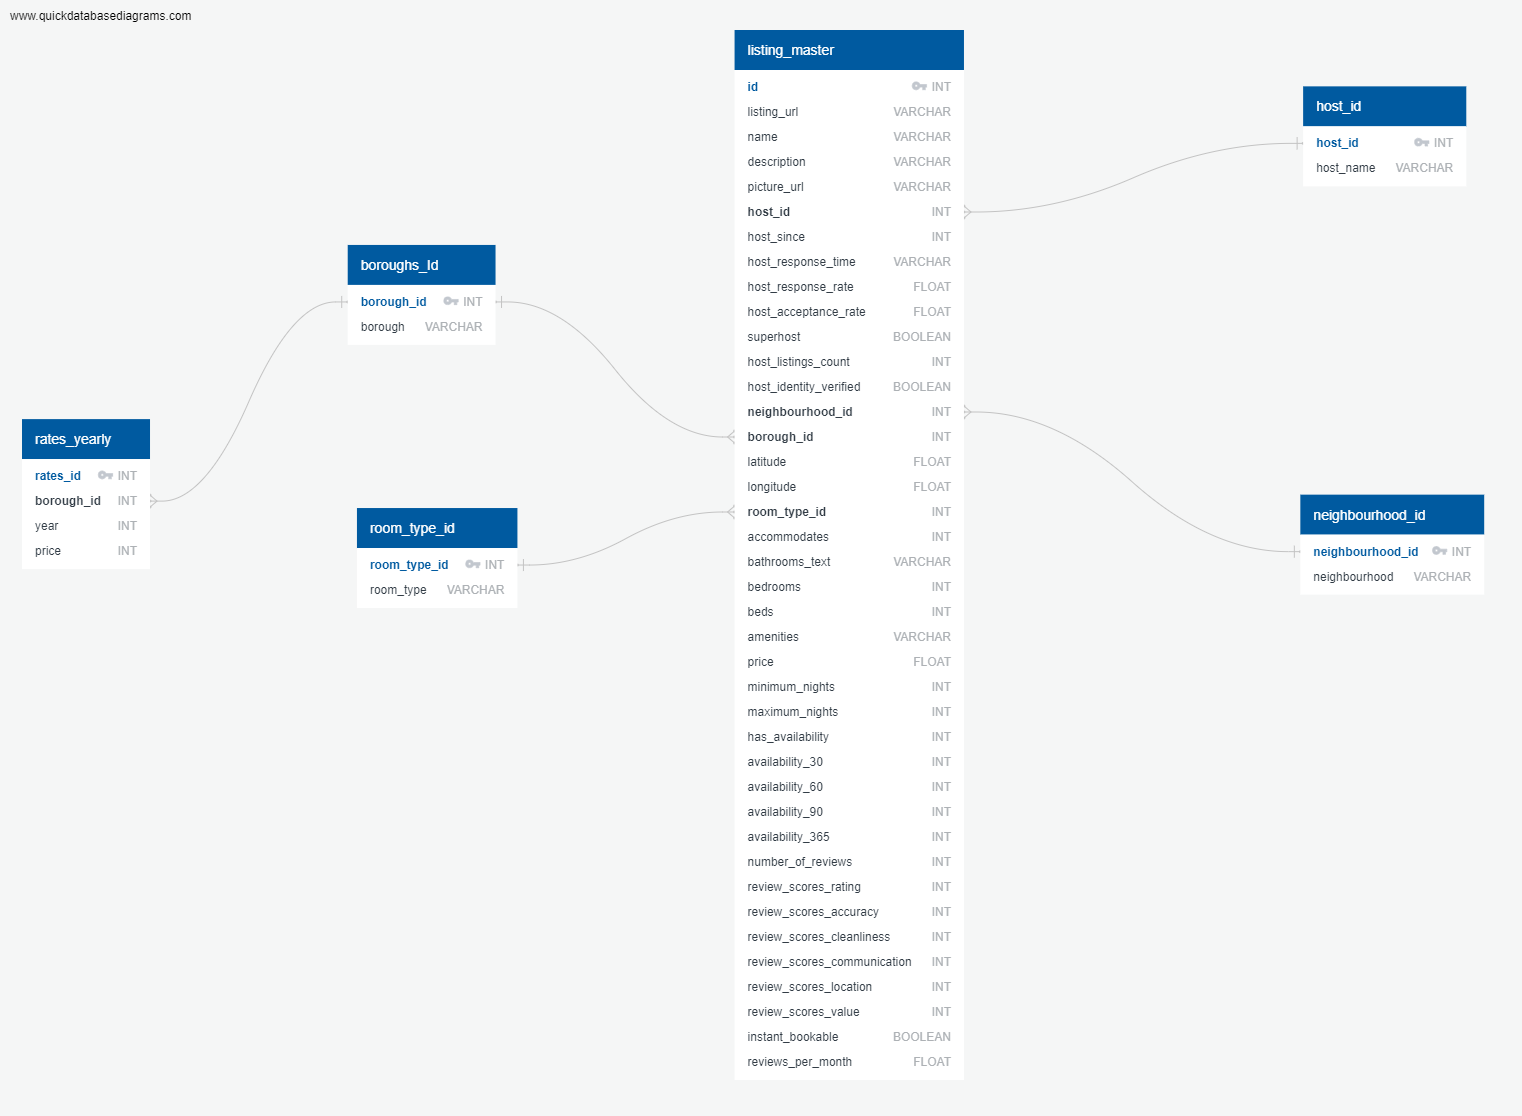 www.quickdatabasediagrams.com
listing_master
id INT
listing_url VARCHAR
name VARCHAR
description VARCHAR
picture_url VARCHAR
host_id INT
host_since INT
host_response_time VARCHAR
host_response_rate FLOAT
host_acceptance_rate FLOAT
superhost BOOLEAN
host_listings_count INT
host_identity_verified BOOLEAN
neighbourhood_id INT
borough_id INT
latitude FLOAT
longitude FLOAT
room_type_id INT
accommodates INT
bathrooms_text VARCHAR
bedrooms INT
beds INT
amenities VARCHAR
price FLOAT
minimum_nights INT
maximum_nights INT
has_availability INT
availability_30 INT
availability_60 INT
availability_90 INT
availability_365 INT
number_of_reviews INT
review_scores_rating INT
review_scores_accuracy INT
review_scores_cleanliness INT
review_scores_communication INT
review_scores_location INT
review_scores_value INT
instant_bookable BOOLEAN
reviews_per_month FLOAT
host_id
host_id INT
host_name VARCHAR
boroughs_Id
borough_id INT
borough VARCHAR
rates_yearly
rates_id INT
borough_id INT
year INT
price INT
room_type_id
room_type_id INT
room_type VARCHAR
neighbourhood_id
neighbourhood_id INT
neighbourhood VARCHAR